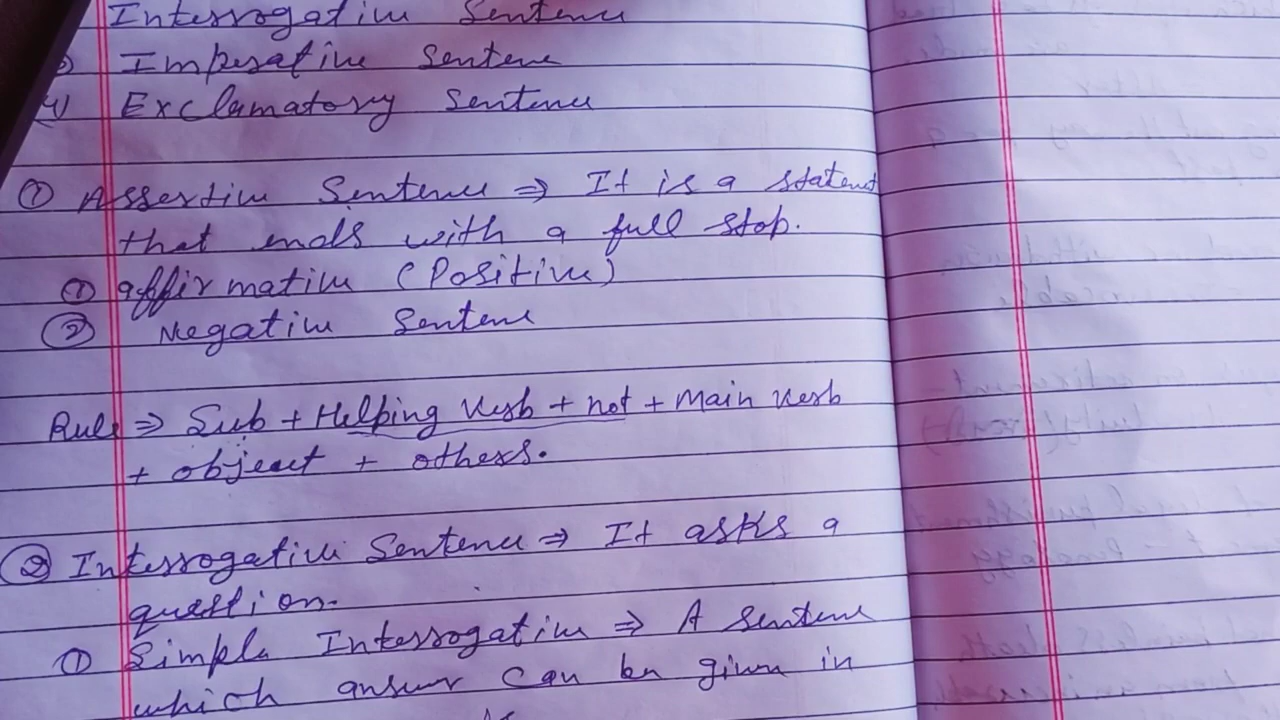 Interrogative Sentence
3) Imperative Sentence
4) Exclamatory Sentence
① Assertive Sentence ⇒ It is a statement
that ends with a full stop.
① affirmative (Positive)
② Negative Sentence
Rule ⇒ Sub + Helping Verb + not + Main Verb
+ objeect + others.
② Interrogative Sentence ⇒ It asks a
question.
① Simple Interrogative ⇒ A sentence
which answer can be given in